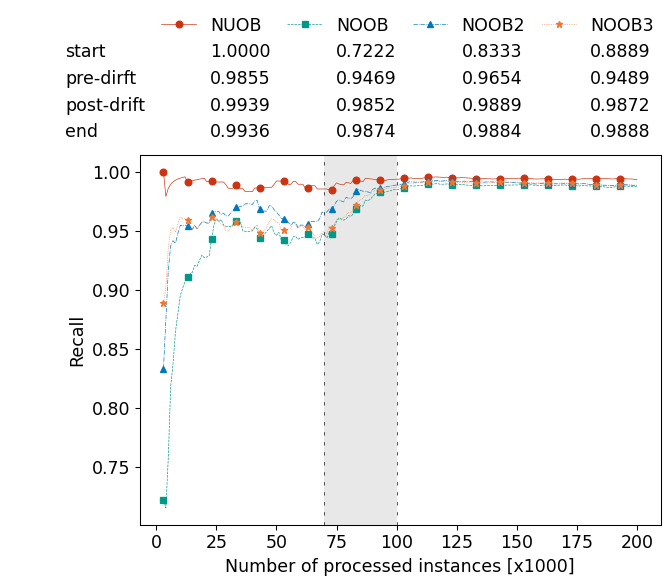 NUOB NOOB NOOB2 NOOB3
start 1.0000 0.7222 0.8333 0.8889
pre-dirft 0.9855 0.9469 0.9654 0.9489
post-drift 0.9939 0.9852 0.9889 0.9872
end 0.9936 0.9874 0.9884 0.9888
1.00
0.95
0.90
0.85
0.80
0.75
Recall
0 25 50 75 100 125 150 175 200
Number of processed instances [x1000]